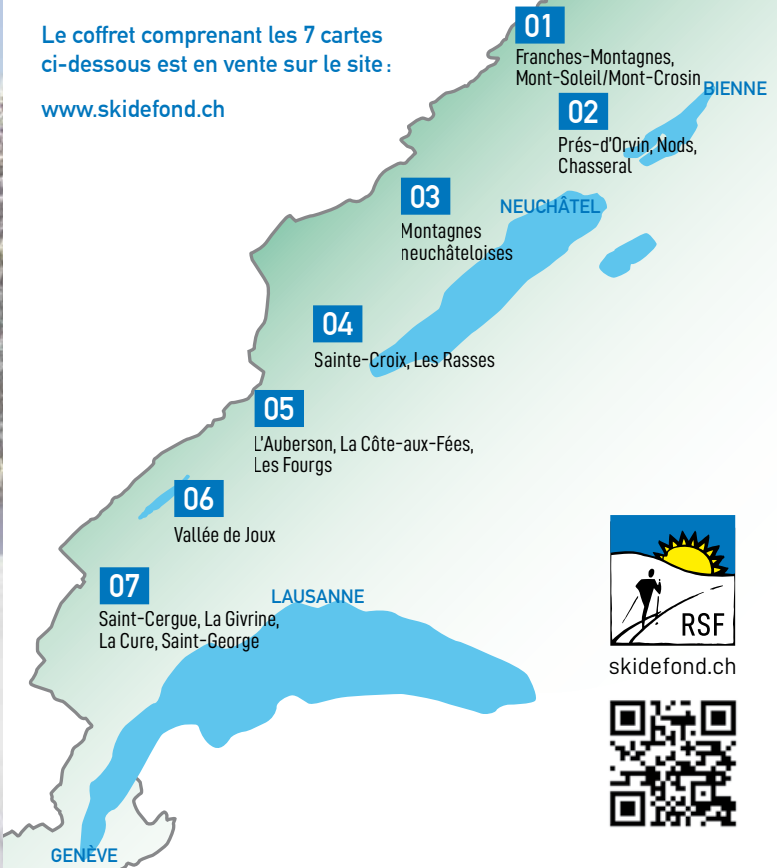 Le coffret comprenant les 7 cartes
ci-dessous est en vente sur le site :
www.skidefond.ch
01
Franches-Montagnes,
Mont-Soleil/Mont-Crosin
BIENNE
02
Prés-d'Orvin, Nods,
Chasseral
03
Montagnes
neuchâteloises
NEUCHÂTEL
04
Sainte-Croix, Les Rasses
05
L'Auberson, La Côte-aux-Fées,
Les Fourgs
06
Vallée de Joux
07
Saint-Cergue, La Givrine,
La Cure, Saint-George
LAUSANNE
GENÈVE
RSF
skidefond.ch